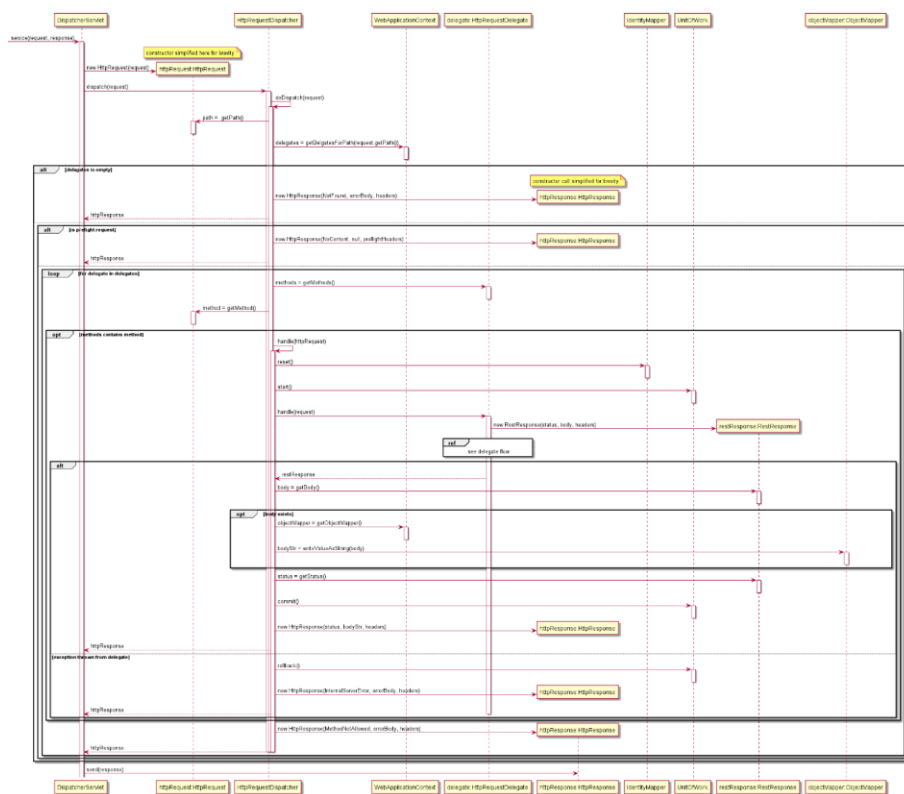 DispatcherServlet
HttpRequestDispatcher
WebApplicationContext
delegate: HttpRequestDelegate
identityMapper
UnitOfWork
objectMapper:ObjectMapper
service(request, response)
constructor simplified here for brevity
new HttpRequest(request)
httpRequest:HttpRequest
dispatch(request)
doDispatch(request)
path = getPath()
delegates = getDelgatesForPath(request.getPath())
alt [delegates is empty]
constructor call simplified for brevity
new HttpResponse(NotFound, errorBody, headers)
httpResponse:HttpResponse
httpResponse
alt [is preflight request]
new HttpResponse(NoContent, null, preflightHeaders)
httpResponse:HttpResponse
httpResponse
loop [for delegate in delegates]
methods = getMethods()
method = getMethod()
opt [methods contains method]
handle(httpRequest)
reset()
start()
handle(request)
new RestResponse(status, body, headers)
restResponse:RestResponse
ref
see delegate flow
alt
restResponse
body = getBody()
opt [body exists]
objectMapper = getObjectMapper()
bodyStr = writeValueAsString(body)
status = getStatus()
commit()
new HttpResponse(status, bodyStr, headers)
httpResponse:HttpResponse
httpResponse
[exception thrown from delegate]
rollback()
new HttpResponse(InternalServerError, errorBody, headers)
httpResponse:HttpResponse
httpResponse
new HttpResponse(MethodNotAllowed, errorBody, headers)
httpResponse:HttpResponse
httpResponse
send(response)
DispatcherServlet
httpRequest:HttpRequest
HttpRequestDispatcher
WebApplicationContext
delegate: HttpRequestDelegate
httpResponse:HttpResponse
identityMapper
UnitOfWork
restResponse:RestResponse
objectMapper:ObjectMapper